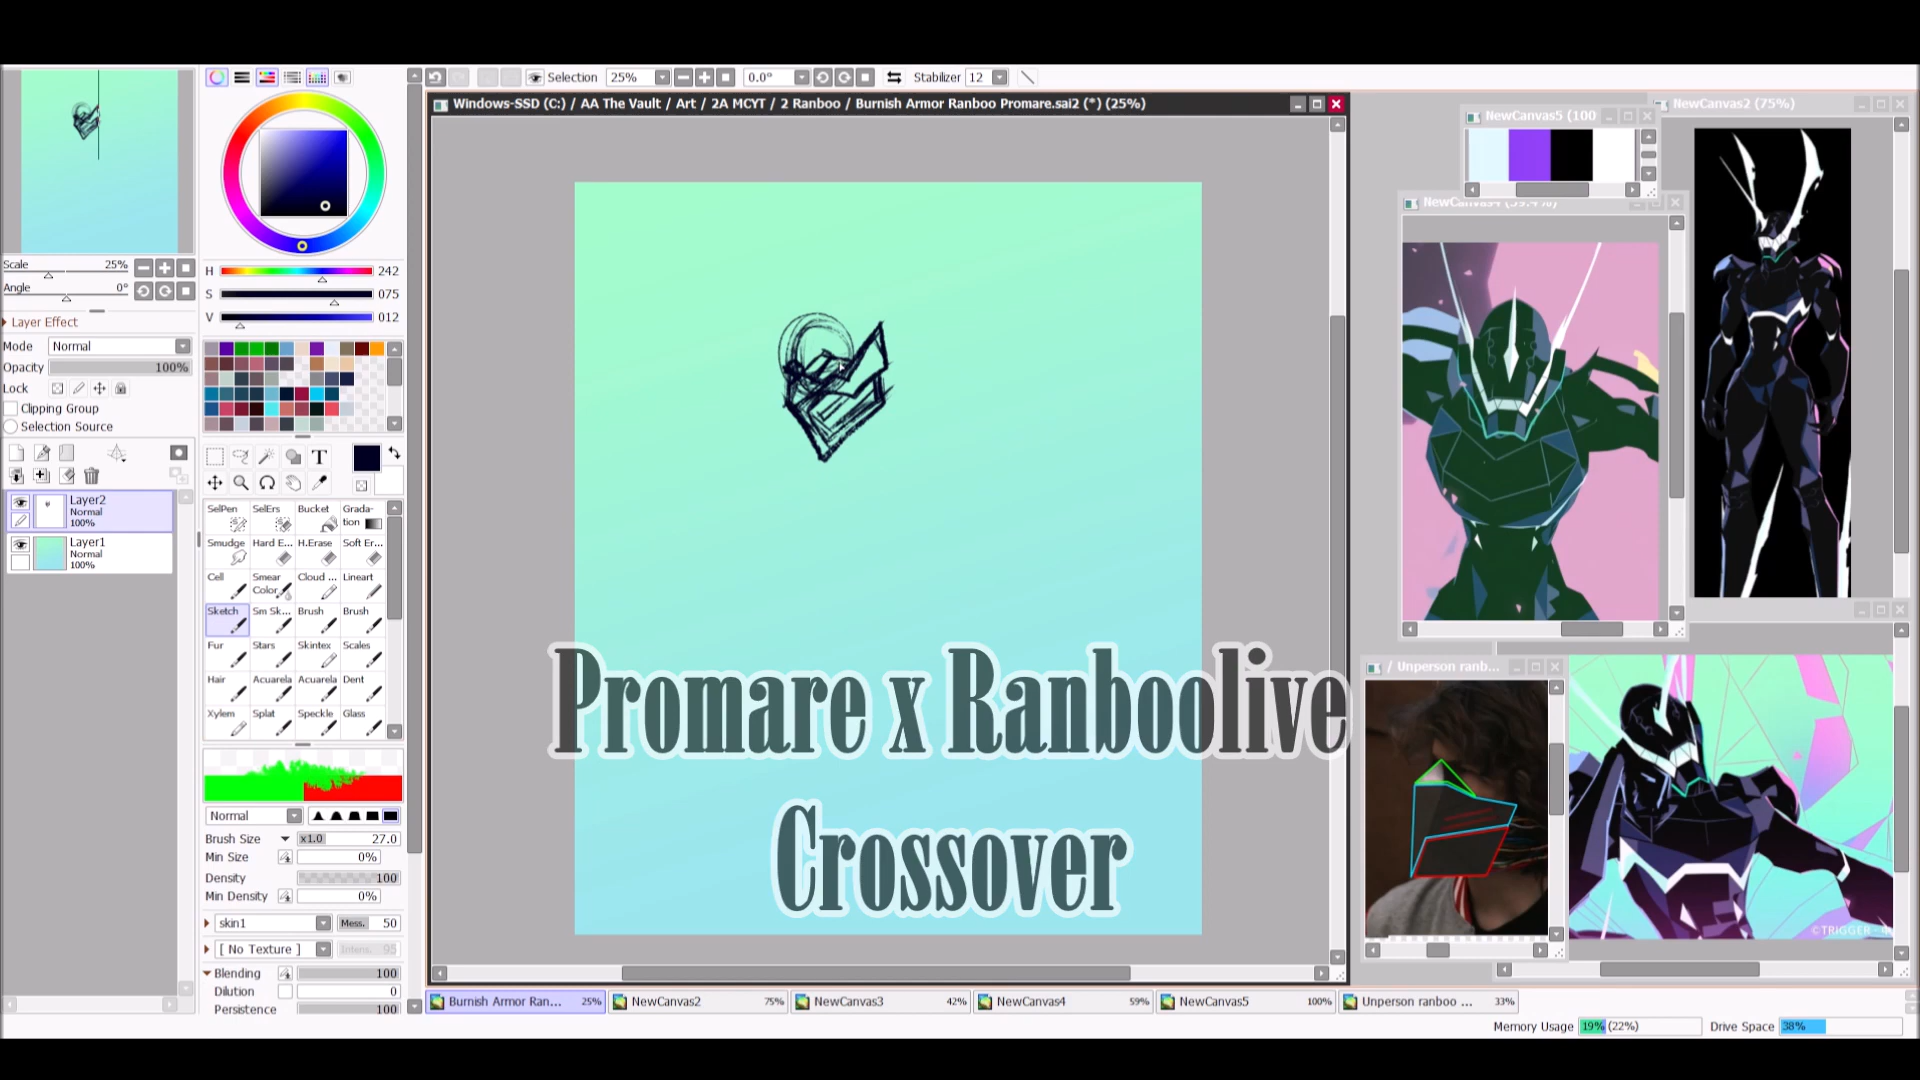 Selection
25%
0.0°
Stabilizer 12
Windows-SSD (C:) / AA The Vault / Art / 2A MCYT / 2 Ranboo / Burnish Armor Ranboo Promare.sai2 (*) (25%)
NewCanvas5 (100
NewCanvas2 (75%)
NewCanvas4 (59.4%)
Scale 25%
Angle 0°
Layer Effect
Mode Normal
Opacity 100%
Lock
Clipping Group
Selection Source
Layer2
Normal
100%
Layer1
Normal
100%
H 242
S 075
V 012
T
SelPen SelErs Bucket Grada-tion
Smudge Hard E... H.Erase Soft Er...
Cell Smear Color Cloud ... Lineart
Sketch Sm Sk... Brush Brush
Fur Stars Skintex Scales
Hair Acuarela Acuarela Dent
Xylem Splat Speckle Glass
Normal
Brush Size x1.0 27.0
Min Size 0%
Density 100
Min Density 0%
skin1 Mess. 50
[ No Texture ] Intens. 95
Blending 100
Dilution 0
Persistence 100
Promare x Ranboolive
Crossover
/ Unperson ranb...
©TRIGGER
Burnish Armor Ran... 25%
NewCanvas2 75%
NewCanvas3 42%
NewCanvas4 59%
NewCanvas5 100%
Unperson ranboo ... 33%
Memory Usage 19% (22%)
Drive Space 38%